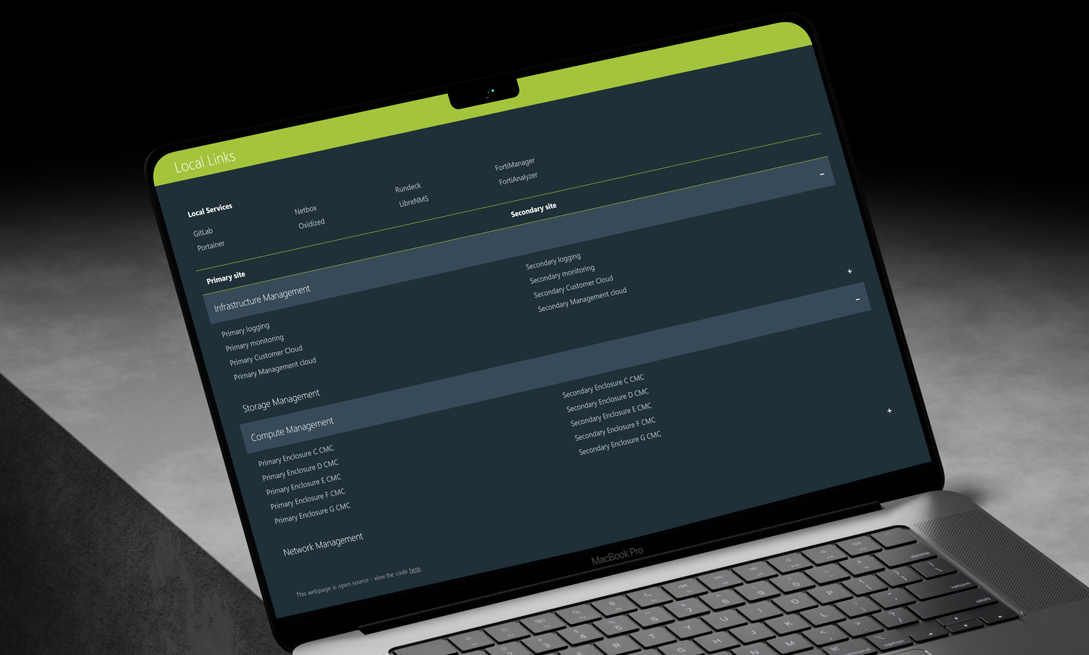 Local Links
Local Services
GitLab
Portainer
Netbox
Oxidized
Rundeck
LibreNMS
FortiManager
FortiAnalyzer
Primary site
Secondary site
Infrastructure Management
−
Primary logging
Primary monitoring
Primary Customer Cloud
Primary Management cloud
Secondary logging
Secondary monitoring
Secondary Customer Cloud
Secondary Management cloud
Storage Management
+
Compute Management
−
Primary Enclosure C CMC
Primary Enclosure D CMC
Primary Enclosure E CMC
Primary Enclosure F CMC
Primary Enclosure G CMC
Secondary Enclosure C CMC
Secondary Enclosure D CMC
Secondary Enclosure E CMC
Secondary Enclosure F CMC
Secondary Enclosure G CMC
Network Management
+
This webpage is open source - view the code here.
MacBook Pro